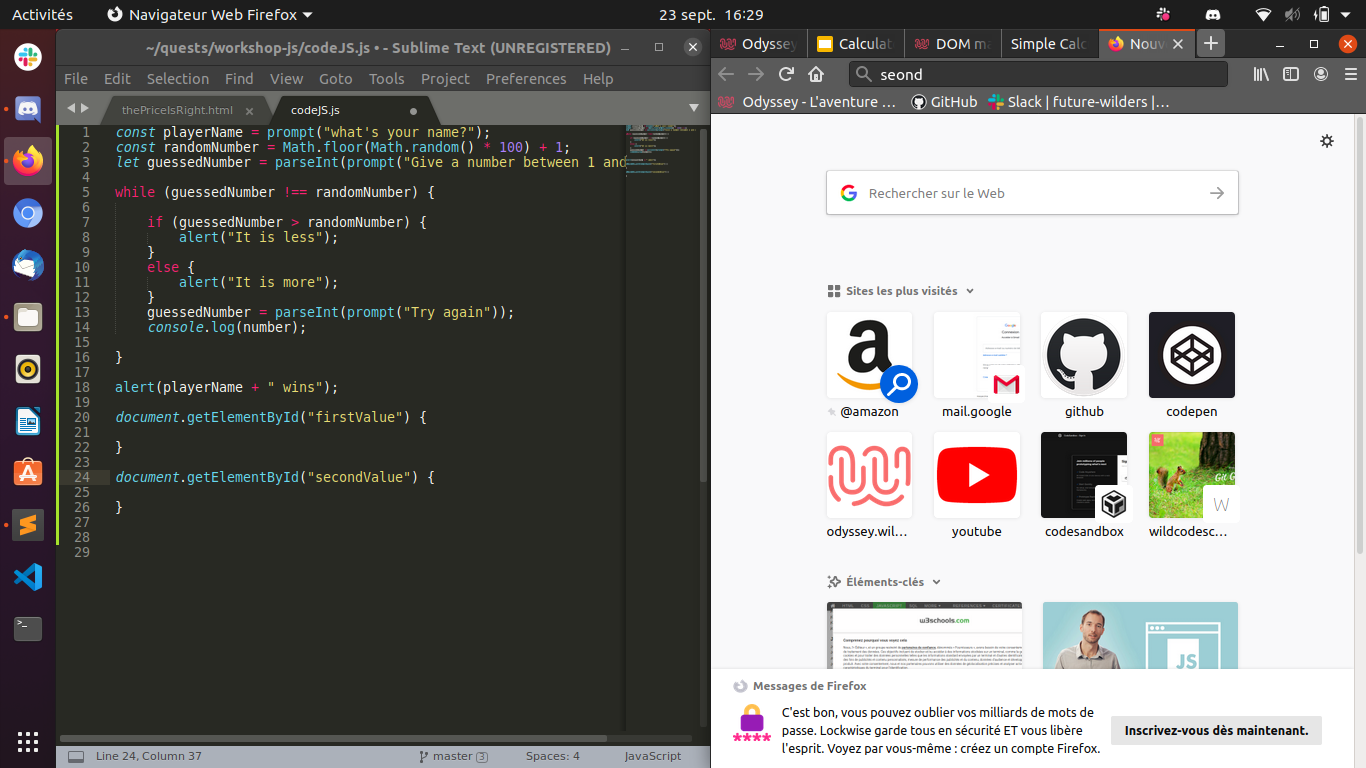 Activités
Navigateur Web Firefox
23 sept. 16:29
~/quests/workshop-js/codeJS.js • - Sublime Text (UNREGISTERED)
File Edit Selection Find View Goto Tools Project Preferences Help
thePriceIsRight.html
codeJS.js
1 const playerName = prompt("what's your name?");
2 const randomNumber = Math.floor(Math.random() * 100) + 1;
3 let guessedNumber = parseInt(prompt("Give a number between 1 and
4
5 while (guessedNumber !== randomNumber) {
6
7 if (guessedNumber > randomNumber) {
8 alert("It is less");
9 }
10 else {
11 alert("It is more");
12 }
13 guessedNumber = parseInt(prompt("Try again"));
14 console.log(number);
15
16 }
17
18 alert(playerName + " wins");
19
20 document.getElementById("firstValue") {
21
22 }
23
24 document.getElementById("secondValue") {
25
26 }
27
28
29
Line 24, Column 37
master 3
Spaces: 4
JavaScript
Odyssey
Calculat
DOM ma
Simple Calc
Nouv
seond
Odyssey - L'aventure …
GitHub
Slack | future-wilders |…
Rechercher sur le Web
Sites les plus visités
@amazon
mail.google
github
codepen
odyssey.wil…
youtube
codesandbox
wildcodesc…
Éléments-clés
w3schools.com
JS
Messages de Firefox
C'est bon, vous pouvez oublier vos milliards de mots de
passe. Lockwise garde tous en sécurité ET vous libère
l'esprit. Voyez par vous-même : créez un compte Firefox.
Inscrivez-vous dès maintenant.